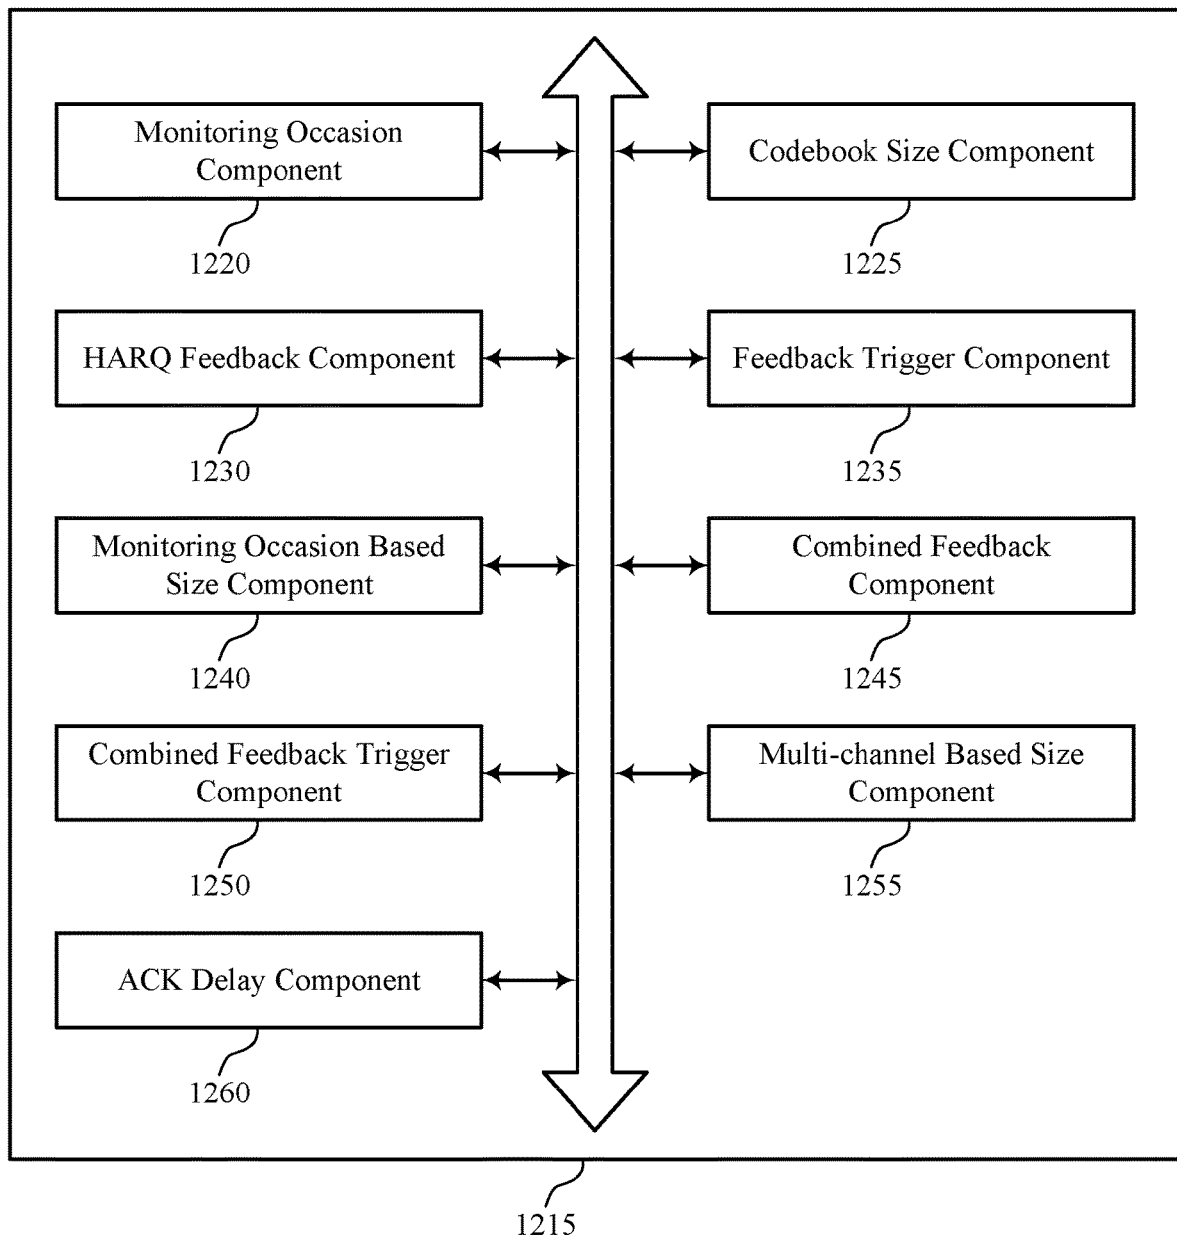 Monitoring Occasion
Component
1220
Codebook Size Component
1225
HARQ Feedback Component
1230
Feedback Trigger Component
1235
Monitoring Occasion Based
Size Component
1240
Combined Feedback
Component
1245
Combined Feedback Trigger
Component
1250
Multi-channel Based Size
Component
1255
ACK Delay Component
1260
1215